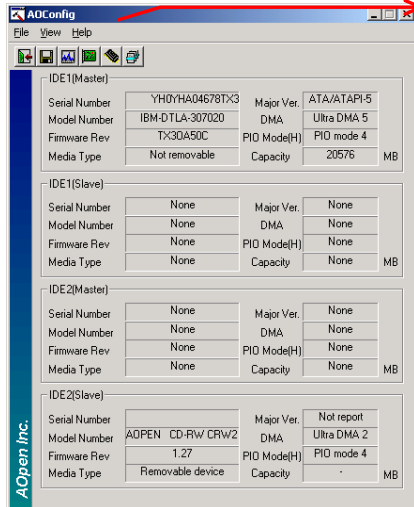 AOConfig
File View Help
IDE1(Master)
Serial Number YH0YHA04678TX3 Major Ver. ATA/ATAPI-5
Model Number IBM-DTLA-307020 DMA Ultra DMA 5
Firmware Rev TX3OA50C PIO Mode(H) PIO mode 4
Media Type Not removable Capacity 20576 MB
IDE1(Slave)
Serial Number None Major Ver. None
Model Number None DMA None
Firmware Rev None PIO Mode(H) None
Media Type None Capacity None MB
IDE2(Master)
Serial Number None Major Ver. None
Model Number None DMA None
Firmware Rev None PIO Mode(H) None
Media Type None Capacity None MB
IDE2(Slave)
Serial Number Major Ver. Not report
Model Number AOPEN CD-RW CRW2 DMA Ultra DMA 2
Firmware Rev 1.27 PIO Mode(H) PIO mode 4
Media Type Removable device Capacity - MB
AOpen Inc.